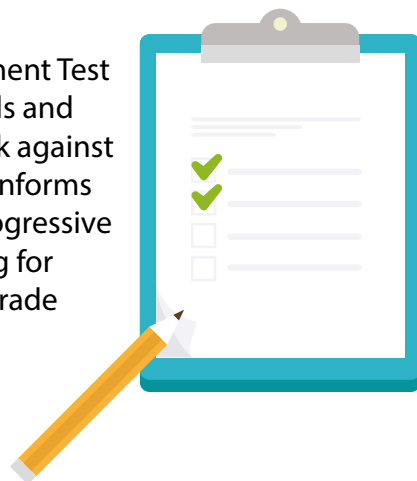 ment Test
ls and
k against
nforms
ogressive
g for
rade